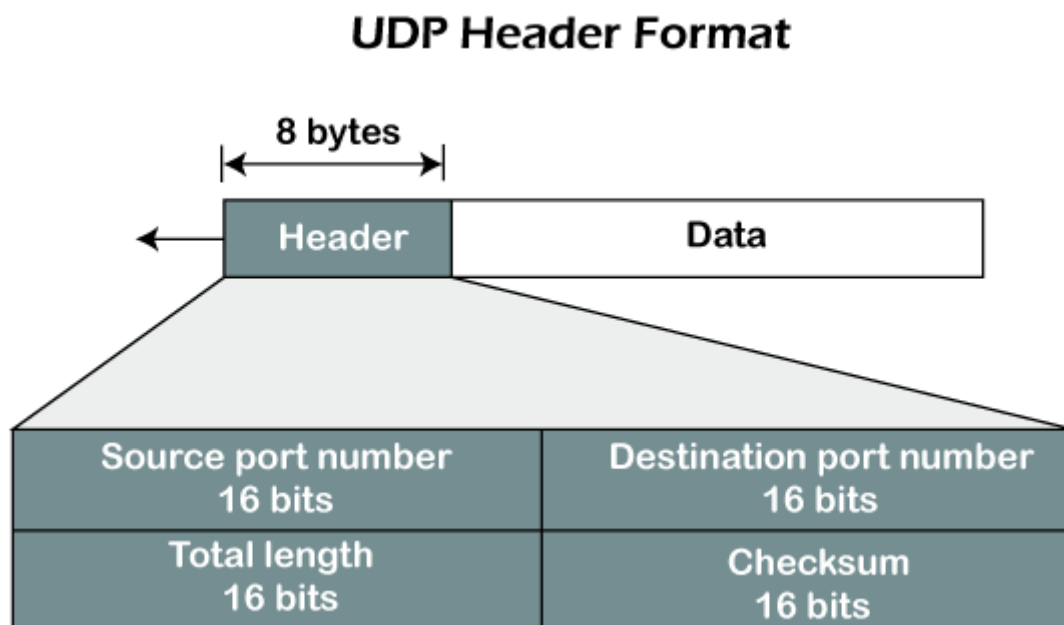 UDP Header Format
8 bytes
Header
Data
Source port number
16 bits
Destination port number
16 bits
Total length
16 bits
Checksum
16 bits